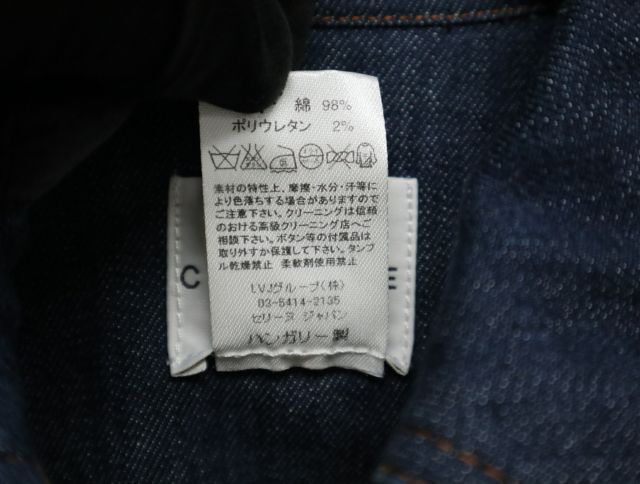 綿 98%
ポリウレタン 2%
素材の特性上、摩擦・水分・汗等に
より色落ちする場合がありますので
ご注意下さい。クリーニングは信頼
のおける高級クリーニング店へご
相談下さい。ボタン等の付属品は
取り外すか保護して下さい。タンブ
ル乾燥禁止 柔軟剤使用禁止
LVJグループ(株)
03-5414-2135
セリーヌ ジャパン
ハンガリー製
C E